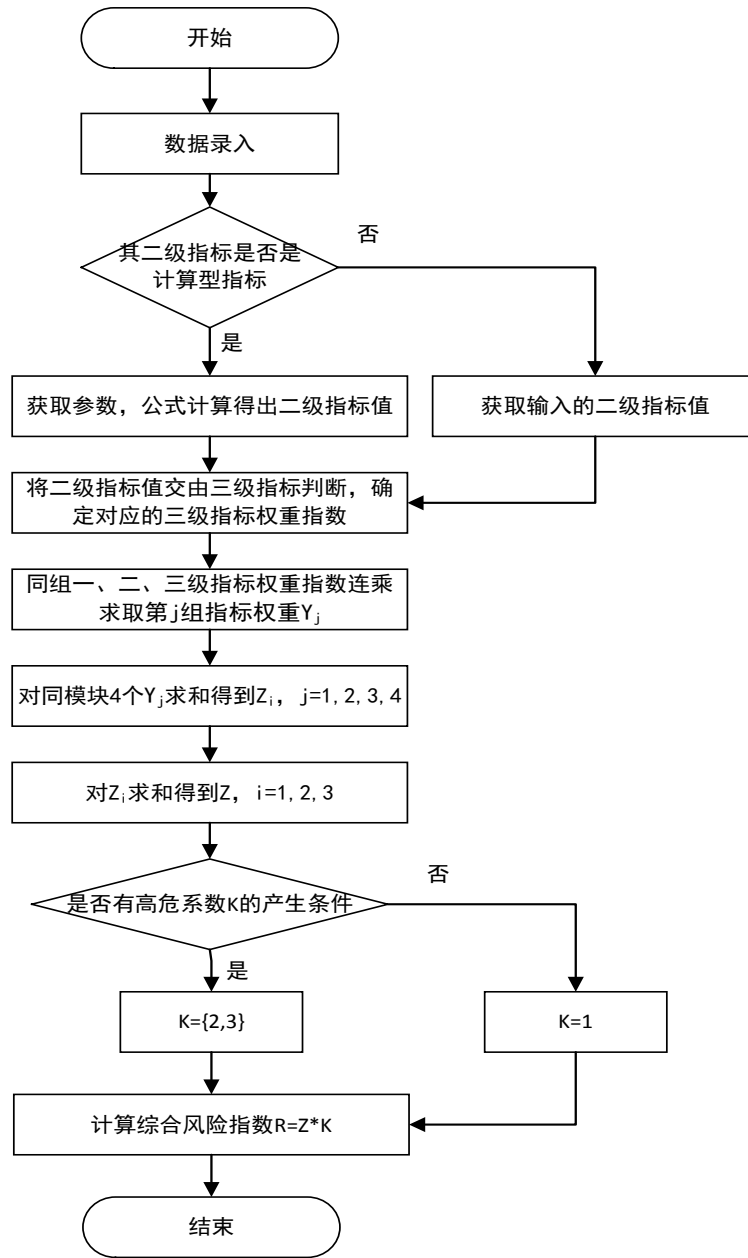 开始
数据录入
其二级指标是否是
计算型指标
否
是
获取参数，公式计算得出二级指标值
获取输入的二级指标值
将二级指标值交由三级指标判断，确
定对应的三级指标权重指数
同组一、二、三级指标权重指数连乘
求取第j组指标权重Yⱼ
对同模块4个Yⱼ求和得到Zᵢ，j=1,2,3,4
对Zᵢ求和得到Z，i=1,2,3
是否有高危系数K的产生条件
否
是
K={2,3}
K=1
计算综合风险指数R=Z*K
结束